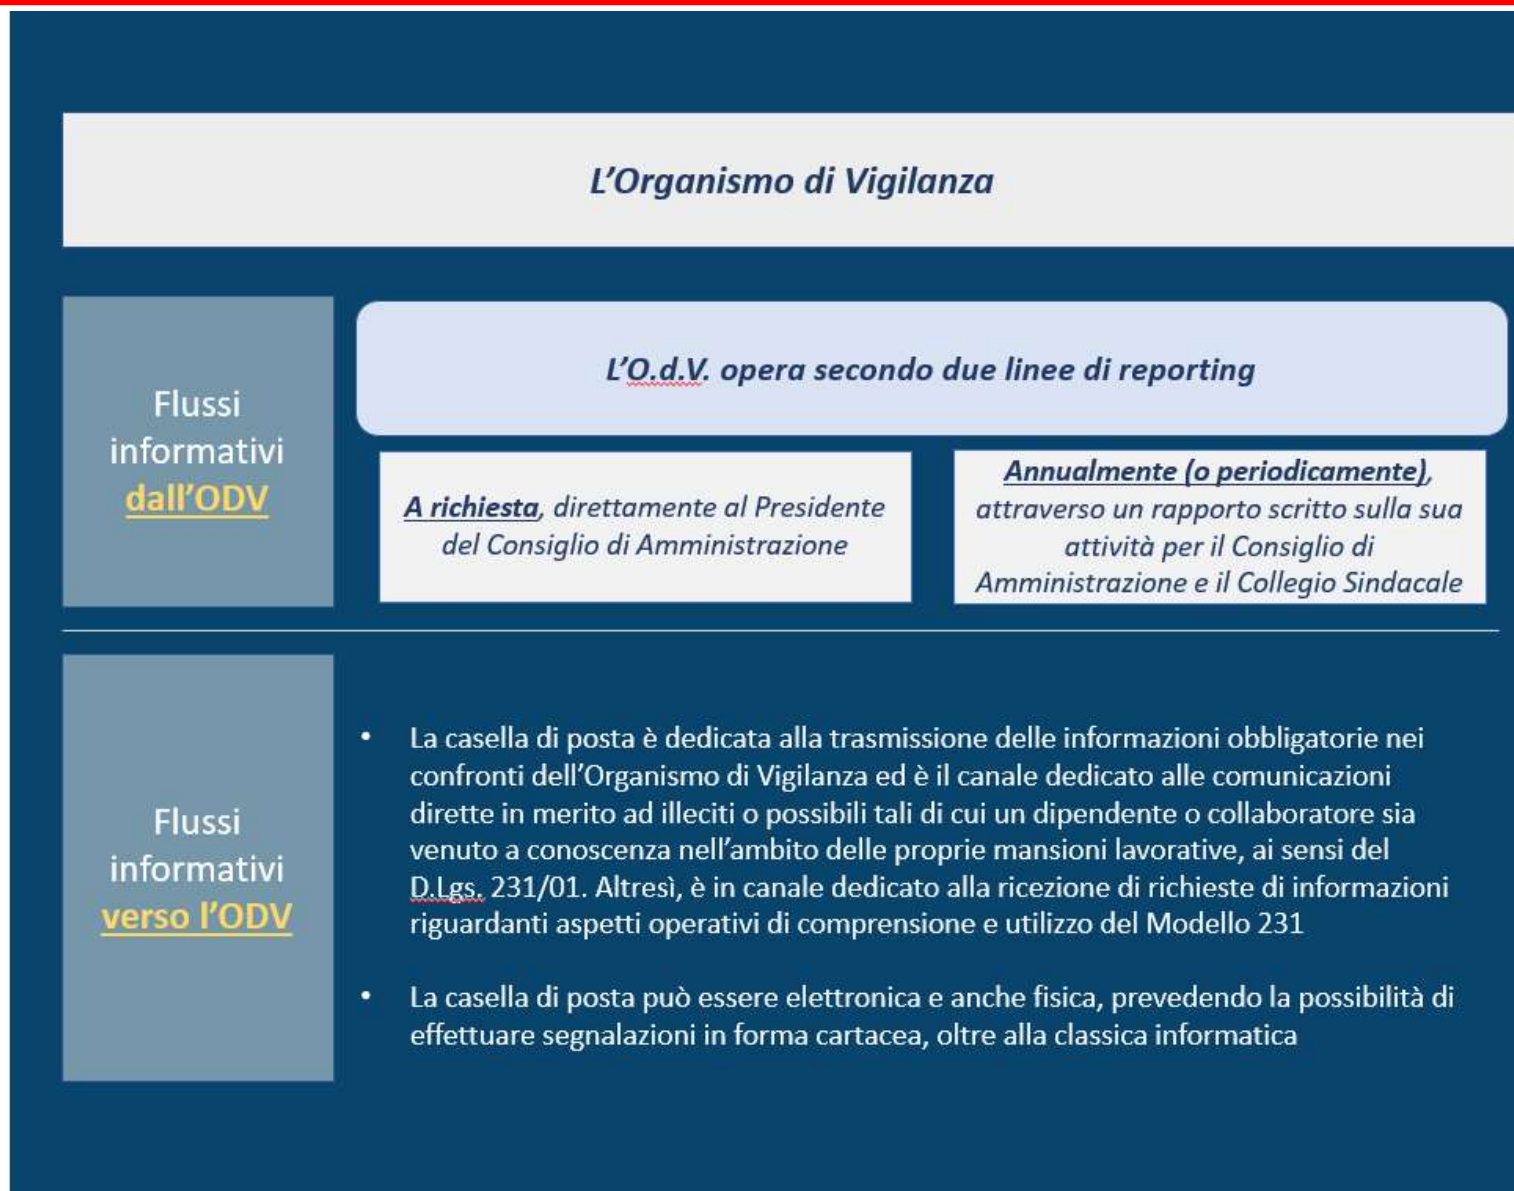 L’Organismo di Vigilanza
Flussi
informativi
dall’ODV
L’O.d.V. opera secondo due linee di reporting
A richiesta, direttamente al Presidente
del Consiglio di Amministrazione
Annualmente (o periodicamente),
attraverso un rapporto scritto sulla sua
attività per il Consiglio di
Amministrazione e il Collegio Sindacale
Flussi
informativi
verso l’ODV
• La casella di posta è dedicata alla trasmissione delle informazioni obbligatorie nei
confronti dell’Organismo di Vigilanza ed è il canale dedicato alle comunicazioni
dirette in merito ad illeciti o possibili tali di cui un dipendente o collaboratore sia
venuto a conoscenza nell’ambito delle proprie mansioni lavorative, ai sensi del
D.Lgs. 231/01. Altresì, è in canale dedicato alla ricezione di richieste di informazioni
riguardanti aspetti operativi di comprensione e utilizzo del Modello 231
• La casella di posta può essere elettronica e anche fisica, prevedendo la possibilità di
effettuare segnalazioni in forma cartacea, oltre alla classica informatica